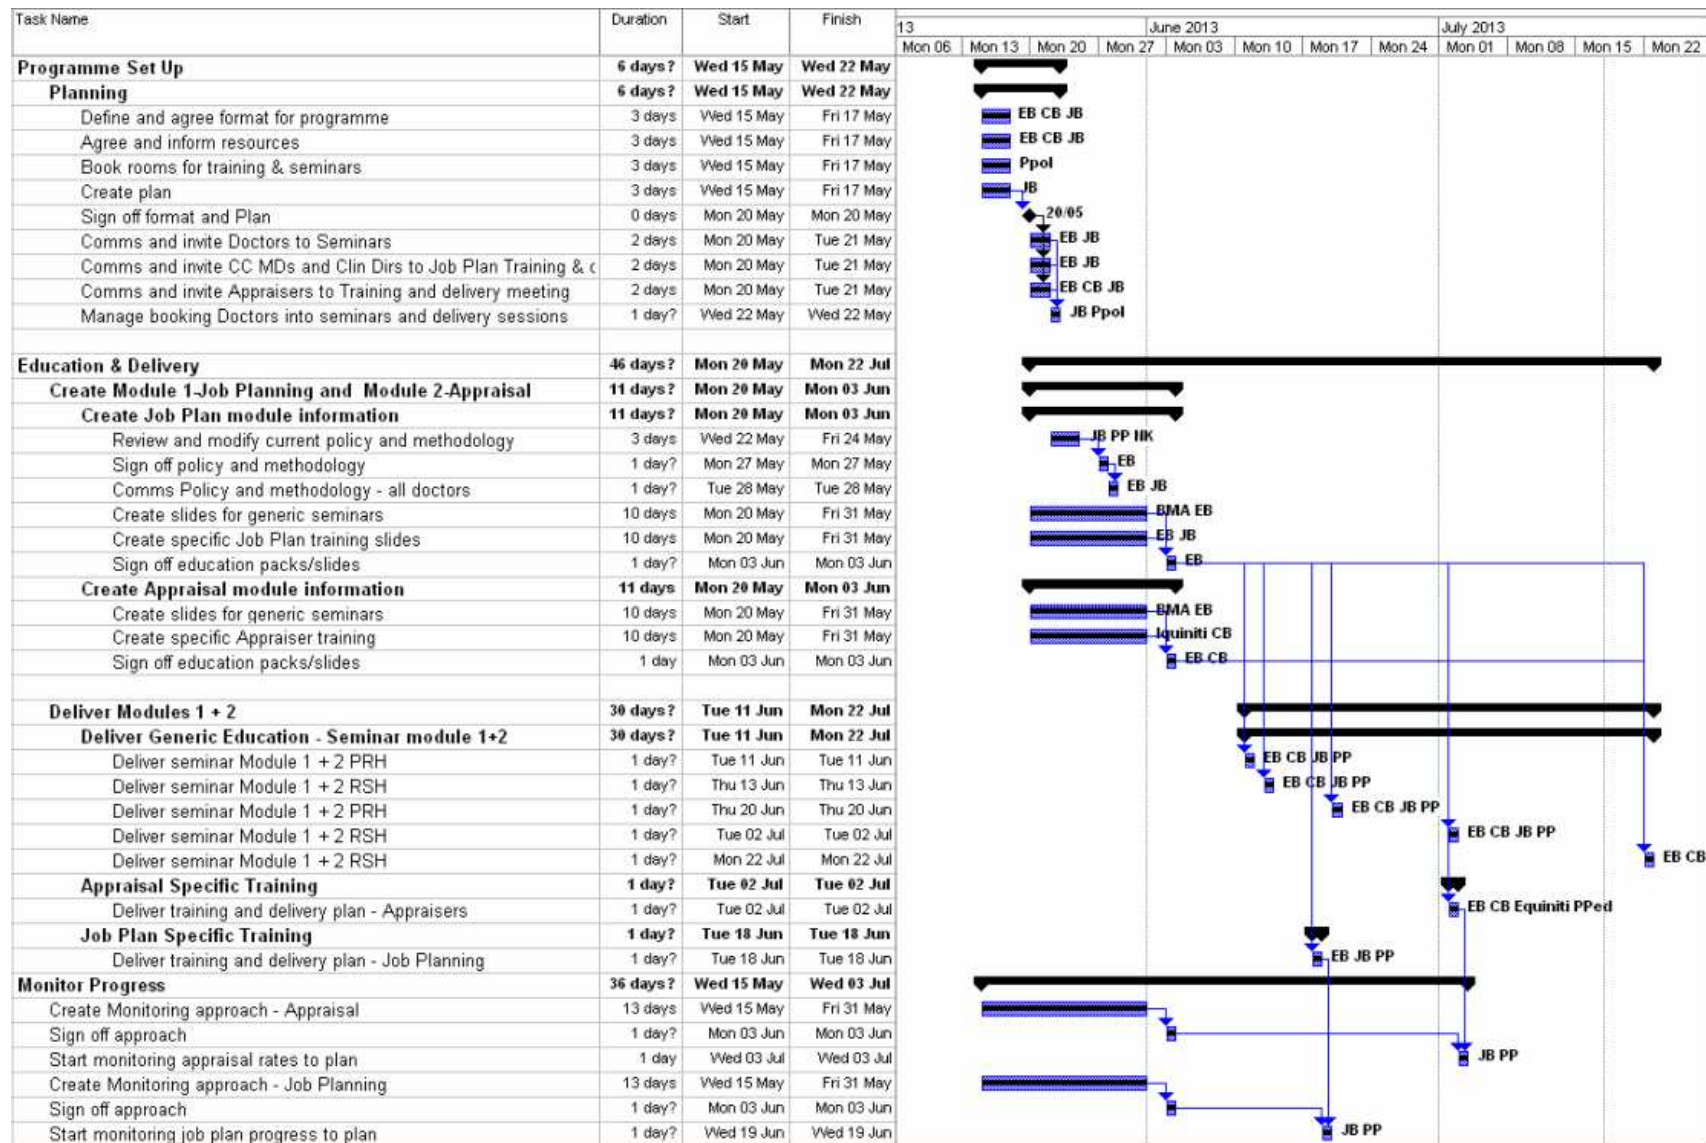 Task Name Duration Start Finish
13 June 2013 July 2013
Mon 06 Mon 13 Mon 20 Mon 27 Mon 03 Mon 10 Mon 17 Mon 24 Mon 01 Mon 08 Mon 15 Mon 22
Programme Set Up 6 days? Wed 15 May Wed 22 May
Planning 6 days? Wed 15 May Wed 22 May
Define and agree format for programme 3 days Wed 15 May Fri 17 May EB CB JB
Agree and inform resources 3 days Wed 15 May Fri 17 May EB CB JB
Book rooms for training & seminars 3 days Wed 15 May Fri 17 May Ppol
Create plan 3 days Wed 15 May Fri 17 May JB
Sign off format and Plan 0 days Mon 20 May Mon 20 May 20/05
Comms and invite Doctors to Seminars 2 days Mon 20 May Tue 21 May EB JB
Comms and invite CC MDs and Clin Dirs to Job Plan Training & c 2 days Mon 20 May Tue 21 May EB JB
Comms and invite Appraisers to Training and delivery meeting 2 days Mon 20 May Tue 21 May EB CB JB
Manage booking Doctors into seminars and delivery sessions 1 day? Wed 22 May Wed 22 May JB Ppol
Education & Delivery 46 days? Mon 20 May Mon 22 Jul
Create Module 1-Job Planning and Module 2-Appraisal 11 days? Mon 20 May Mon 03 Jun
Create Job Plan module information 11 days? Mon 20 May Mon 03 Jun
Review and modify current policy and methodology 3 days Wed 22 May Fri 24 May JB PP NK
Sign off policy and methodology 1 day? Mon 27 May Mon 27 May EB
Comms Policy and methodology - all doctors 1 day? Tue 28 May Tue 28 May EB JB
Create slides for generic seminars 10 days Mon 20 May Fri 31 May BMA EB
Create specific Job Plan training slides 10 days Mon 20 May Fri 31 May EB JB
Sign off education packs/slides 1 day? Mon 03 Jun Mon 03 Jun EB
Create Appraisal module information 11 days Mon 20 May Mon 03 Jun
Create slides for generic seminars 10 days Mon 20 May Fri 31 May BMA EB
Create specific Appraiser training 10 days Mon 20 May Fri 31 May Iquiniti CB
Sign off education packs/slides 1 day Mon 03 Jun Mon 03 Jun EB CB
Deliver Modules 1 + 2 30 days? Tue 11 Jun Mon 22 Jul
Deliver Generic Education - Seminar module 1+2 30 days? Tue 11 Jun Mon 22 Jul
Deliver seminar Module 1 + 2 PRH 1 day? Tue 11 Jun Tue 11 Jun EB CB JB PP
Deliver seminar Module 1 + 2 RSH 1 day? Thu 13 Jun Thu 13 Jun EB CB JB PP
Deliver seminar Module 1 + 2 PRH 1 day? Thu 20 Jun Thu 20 Jun EB CB JB PP
Deliver seminar Module 1 + 2 RSH 1 day? Tue 02 Jul Tue 02 Jul EB CB JB PP
Deliver seminar Module 1 + 2 RSH 1 day? Mon 22 Jul Mon 22 Jul EB CB
Appraisal Specific Training 1 day? Tue 02 Jul Tue 02 Jul
Deliver training and delivery plan - Appraisers 1 day? Tue 02 Jul Tue 02 Jul EB CB Equiniti PPed
Job Plan Specific Training 1 day? Tue 18 Jun Tue 18 Jun
Deliver training and delivery plan - Job Planning 1 day? Tue 18 Jun Tue 18 Jun EB JB PP
Monitor Progress 36 days? Wed 15 May Wed 03 Jul
Create Monitoring approach - Appraisal 13 days Wed 15 May Fri 31 May
Sign off approach 1 day? Mon 03 Jun Mon 03 Jun
Start monitoring appraisal rates to plan 1 day Wed 03 Jul Wed 03 Jul JB PP
Create Monitoring approach - Job Planning 13 days Wed 15 May Fri 31 May
Sign off approach 1 day? Mon 03 Jun Mon 03 Jun
Start monitoring job plan progress to plan 1 day? Wed 19 Jun Wed 19 Jun JB PP